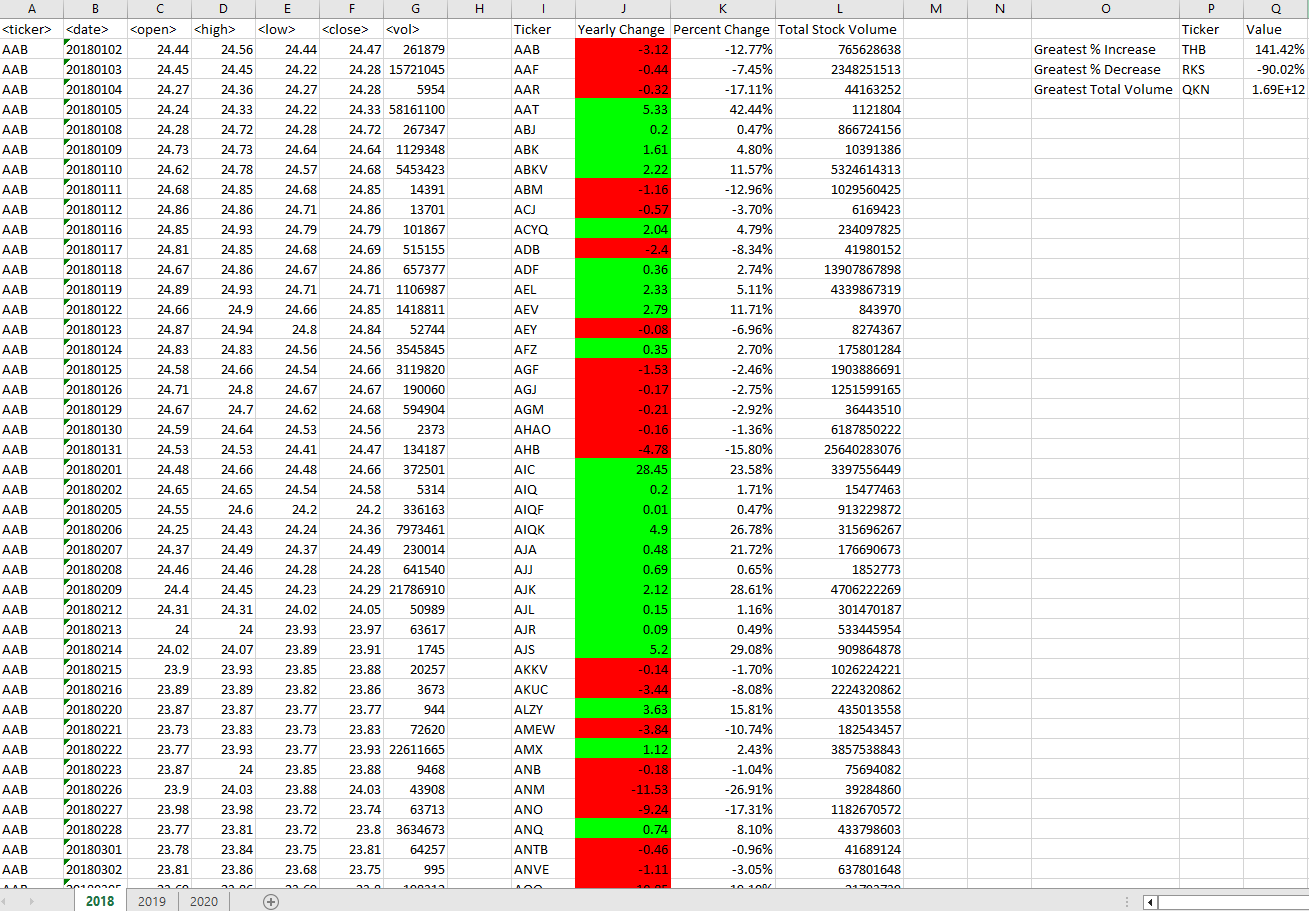 A B C D E F G H I J K L M N O P Q
<ticker> <date> <open> <high> <low> <close> <vol> Ticker Yearly Change Percent Change Total Stock Volume Ticker Value
AAB 20180102 24.44 24.56 24.44 24.47 261879 AAB -3.12 -12.77% 765628638 Greatest % Increase THB 141.42%
AAB 20180103 24.45 24.45 24.22 24.28 15721045 AAF -0.44 -7.45% 2348251513 Greatest % Decrease RKS -90.02%
AAB 20180104 24.27 24.36 24.27 24.28 5954 AAR -0.32 -17.11% 44163252 Greatest Total Volume QKN 1.69E+12
AAB 20180105 24.24 24.33 24.22 24.33 58161100 AAT 5.33 42.44% 1121804
AAB 20180108 24.28 24.72 24.28 24.72 267347 ABJ 0.2 0.47% 866724156
AAB 20180109 24.73 24.73 24.64 24.64 1129348 ABK 1.61 4.80% 10391386
AAB 20180110 24.62 24.78 24.57 24.68 5453423 ABKV 2.22 11.57% 5324614313
AAB 20180111 24.68 24.85 24.68 24.85 14391 ABM -1.16 -12.96% 1029560425
AAB 20180112 24.86 24.86 24.71 24.86 13701 ACJ -0.57 -3.70% 6169423
AAB 20180116 24.85 24.93 24.79 24.79 101867 ACYQ 2.04 4.79% 234097825
AAB 20180117 24.81 24.85 24.68 24.69 515155 ADB -2.4 -8.34% 41980152
AAB 20180118 24.67 24.86 24.67 24.86 657377 ADF 0.36 2.74% 13907867898
AAB 20180119 24.89 24.93 24.71 24.71 1106987 AEL 2.33 5.11% 4339867319
AAB 20180122 24.66 24.9 24.66 24.85 1418811 AEV 2.79 11.71% 843970
AAB 20180123 24.87 24.94 24.8 24.84 52744 AEY -0.08 -6.96% 8274367
AAB 20180124 24.83 24.83 24.56 24.56 3545845 AFZ 0.35 2.70% 175801284
AAB 20180125 24.58 24.66 24.54 24.66 3119820 AGF -1.53 -2.46% 1903886691
AAB 20180126 24.71 24.8 24.67 24.67 190060 AGJ -0.17 -2.75% 1251599165
AAB 20180129 24.67 24.7 24.62 24.68 594904 AGM -0.21 -2.92% 36443510
AAB 20180130 24.59 24.64 24.53 24.56 2373 AHAO -0.16 -1.36% 6187850222
AAB 20180131 24.53 24.53 24.41 24.47 134187 AHB -4.78 -15.80% 25640283076
AAB 20180201 24.48 24.66 24.48 24.66 372501 AIC 28.45 23.58% 3397556449
AAB 20180202 24.65 24.65 24.54 24.58 5314 AIQ 0.2 1.71% 15477463
AAB 20180205 24.55 24.6 24.2 24.2 336163 AIQF 0.01 0.47% 913229872
AAB 20180206 24.25 24.43 24.24 24.36 7973461 AIQK 4.9 26.78% 315696267
AAB 20180207 24.37 24.49 24.37 24.49 230014 AJA 0.48 21.72% 176690673
AAB 20180208 24.46 24.46 24.28 24.28 641540 AJJ 0.69 0.65% 1852773
AAB 20180209 24.4 24.45 24.23 24.29 21786910 AJK 2.12 28.61% 4706222269
AAB 20180212 24.31 24.31 24.02 24.05 50989 AJL 0.15 1.16% 301470187
AAB 20180213 24 24 23.93 23.97 63617 AJR 0.09 0.49% 533445954
AAB 20180214 24.02 24.07 23.89 23.91 1745 AJS 5.2 29.08% 909864878
AAB 20180215 23.9 23.93 23.85 23.88 20257 AKKV -0.14 -1.70% 1026224221
AAB 20180216 23.89 23.89 23.82 23.86 3673 AKUC -3.44 -8.08% 2224320862
AAB 20180220 23.87 23.87 23.77 23.77 944 ALZY 3.63 15.81% 435013558
AAB 20180221 23.73 23.83 23.73 23.83 72620 AMEW -3.84 -10.74% 182543457
AAB 20180222 23.77 23.93 23.77 23.93 22611665 AMX 1.12 2.43% 3857538843
AAB 20180223 23.87 24 23.85 23.88 9468 ANB -0.18 -1.04% 75694082
AAB 20180226 23.9 24.03 23.88 24.03 43908 ANM -11.53 -26.91% 39284860
AAB 20180227 23.98 23.98 23.72 23.74 63713 ANO -9.24 -17.31% 1182670572
AAB 20180228 23.77 23.81 23.72 23.8 3634673 ANQ 0.74 8.10% 433798603
AAB 20180301 23.78 23.84 23.75 23.81 64257 ANTB -0.46 -0.96% 41689124
AAB 20180302 23.81 23.86 23.68 23.75 995 ANVE -1.11 -3.05% 637801648
2018 2019 2020